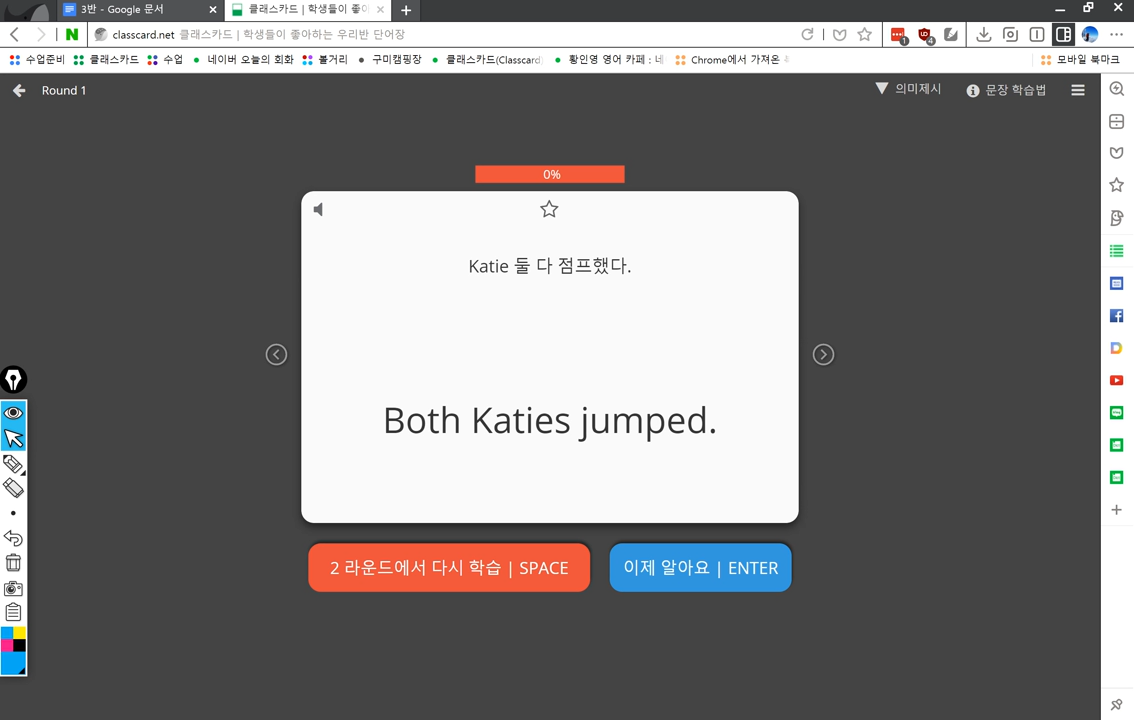 3반 - Google 문서
클래스카드 | 학생들이 좋아
classcard.net 클래스카드 | 학생들이 좋아하는 우리반 단어장
수업준비 클래스카드 수업 네이버 오늘의 회화 볼거리 구미캠핑장 클래스카드(Classcard) 황인영 영어 카페 : 네 Chrome에서 가져온 모바일 북마크
Round 1
의미제시 문장 학습법
0%
Katie 둘 다 점프했다.
Both Katies jumped.
2 라운드에서 다시 학습 | SPACE
이제 알아요 | ENTER